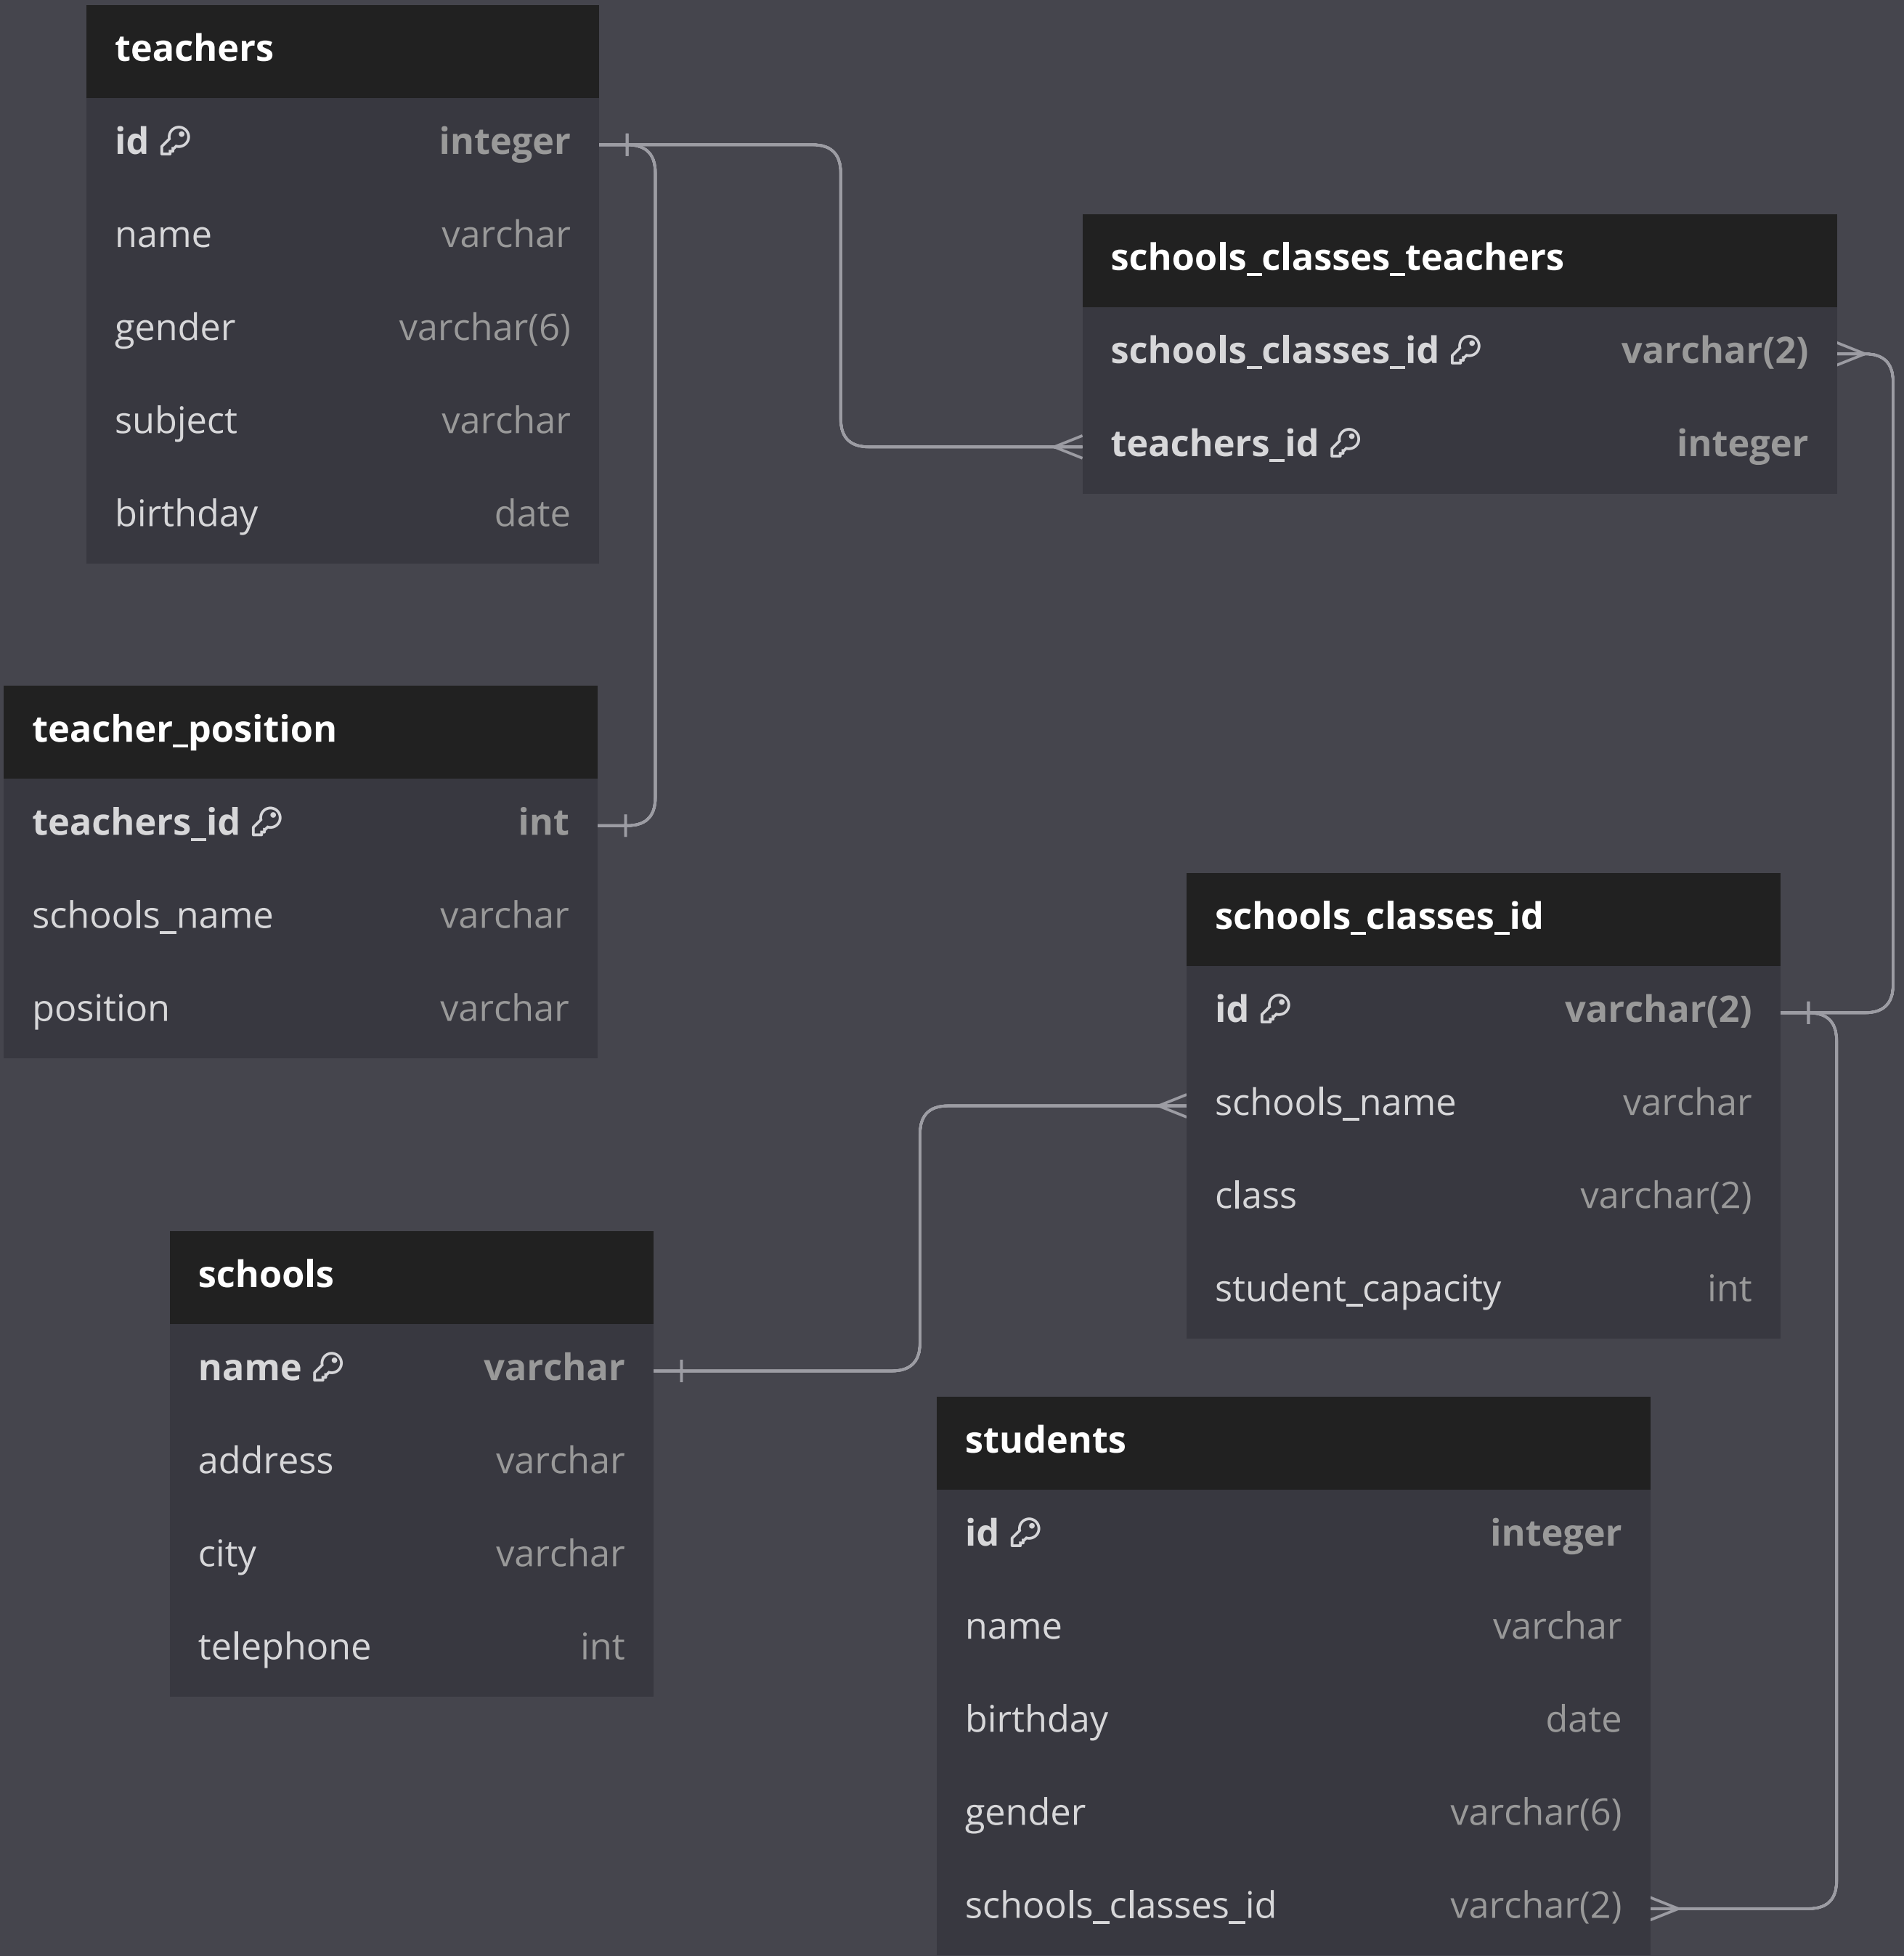 teachers
id integer
name varchar
gender varchar(6)
subject varchar
birthday date
schools_classes_teachers
schools_classes_id varchar(2)
teachers_id integer
teacher_position
teachers_id int
schools_name varchar
position varchar
schools_classes_id
id varchar(2)
schools_name varchar
class varchar(2)
student_capacity int
schools
name varchar
address varchar
city varchar
telephone int
students
id integer
name varchar
birthday date
gender varchar(6)
schools_classes_id varchar(2)